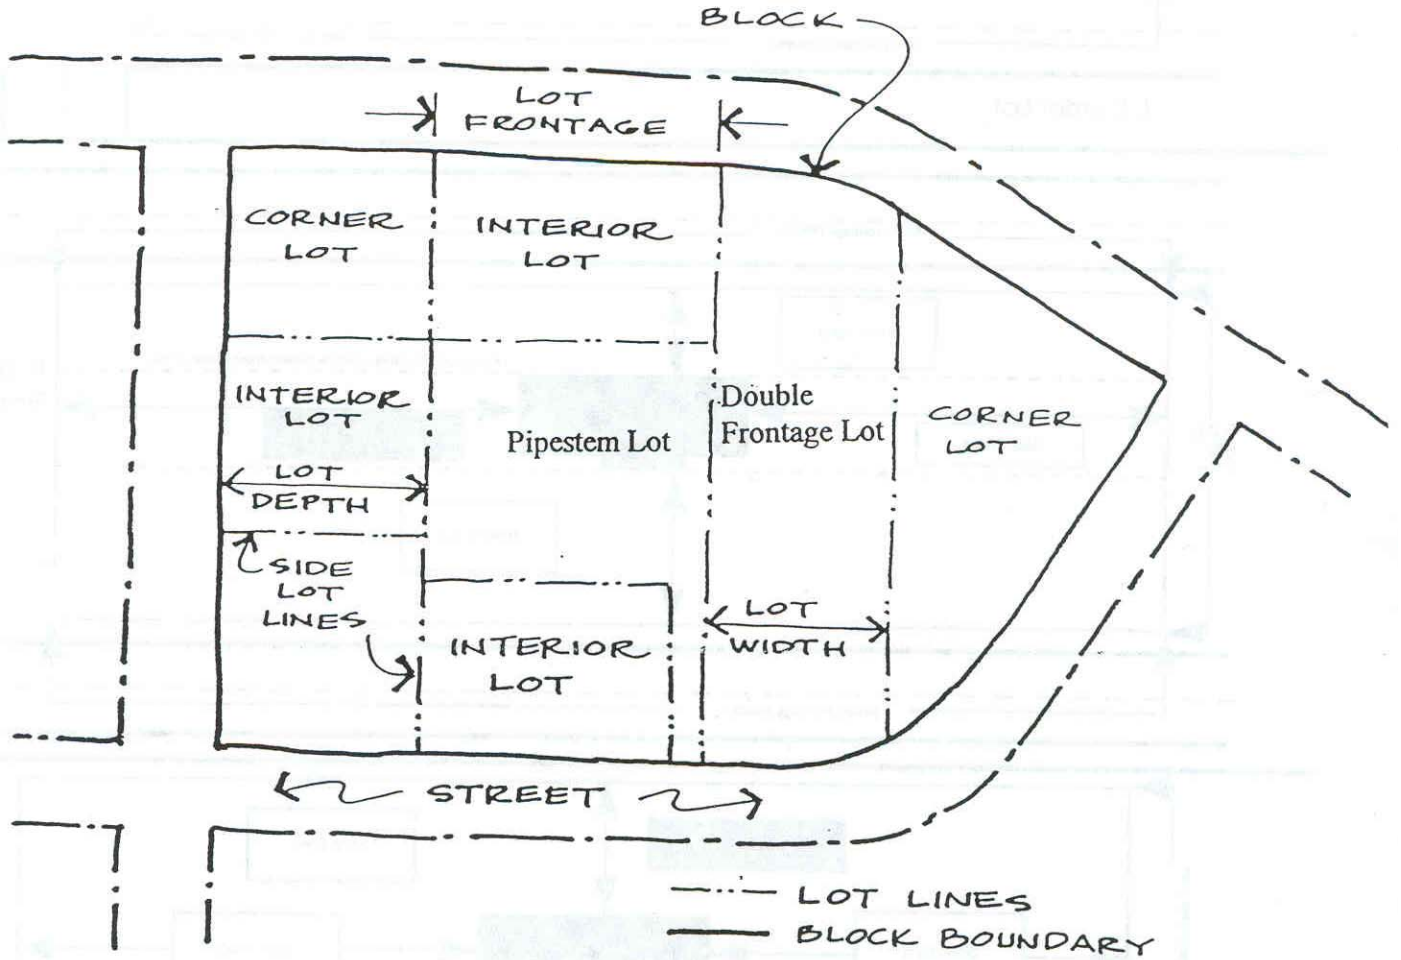 BLOCK
LOT
FRONTAGE
CORNER
LOT
INTERIOR
LOT
INTERIOR
LOT
Double
Frontage Lot
Pipestem Lot
CORNER
LOT
LOT
DEPTH
SIDE
LOT
LINES
LOT
WIDTH
INTERIOR
LOT
STREET
LOT LINES
BLOCK BOUNDARY